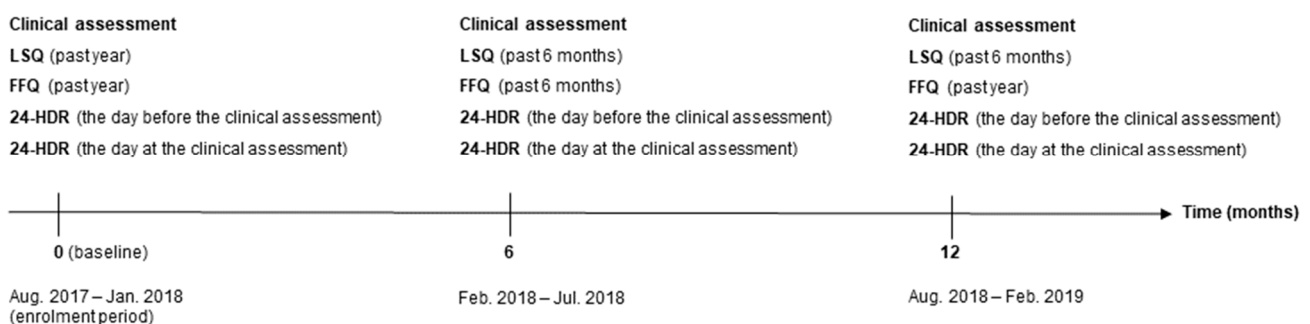 Clinical assessment
LSQ (past year)
FFQ (past year)
24-HDR (the day before the clinical assessment)
24-HDR (the day at the clinical assessment)
Clinical assessment
LSQ (past 6 months)
FFQ (past 6 months)
24-HDR (the day before the clinical assessment)
24-HDR (the day at the clinical assessment)
Clinical assessment
LSQ (past 6 months)
FFQ (past year)
24-HDR (the day before the clinical assessment)
24-HDR (the day at the clinical assessment)
Time (months)
0 (baseline)
6
12
Aug. 2017 – Jan. 2018
(enrolment period)
Feb. 2018 – Jul. 2018
Aug. 2018 – Feb. 2019